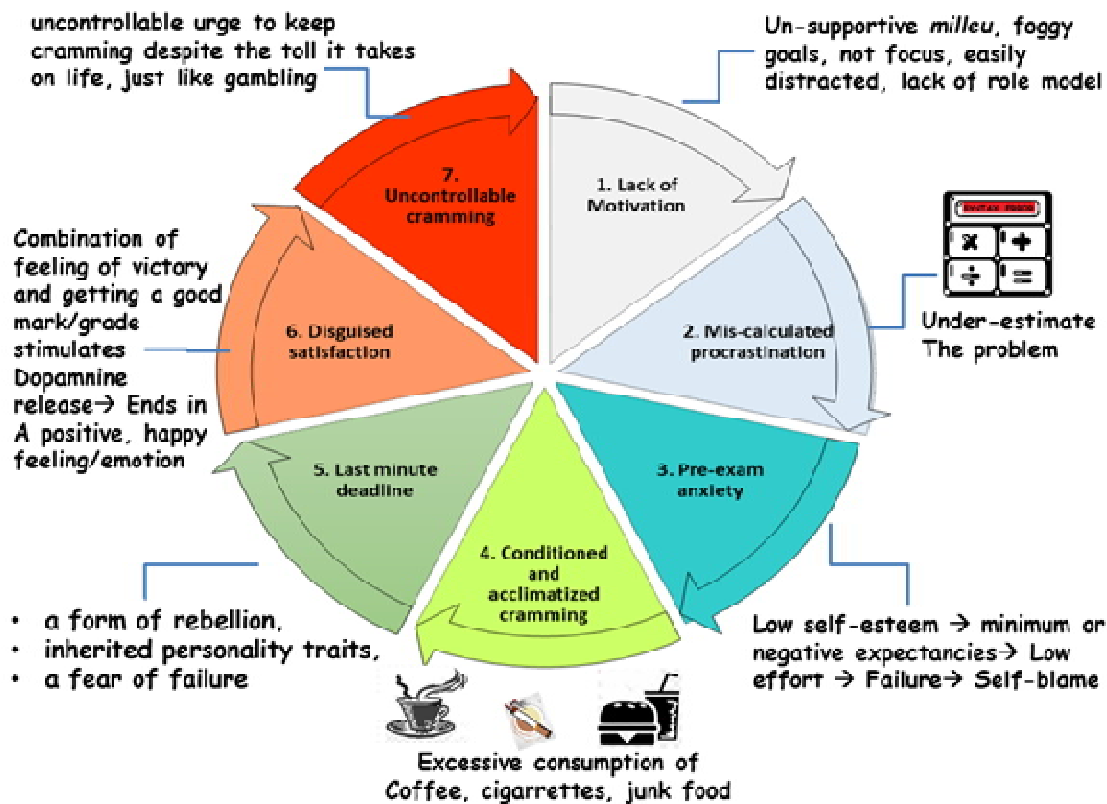 uncontrollable urge to keep
cramming despite the toll it takes
on life, just like gambling
Un-supportive milleu, foggy
goals, not focus, easily
distracted, lack of role model
7.
Uncontrollable
cramming
1. Lack of
Motivation
SYNTAX ERROR
x +
÷ =
Under-estimate
The problem
2. Mis-calculated
procrastination
Combination of
feeling of victory
and getting a good
mark/grade
stimulates
Dopamnine
release→ Ends in
A positive, happy
feeling/emotion
6. Disguised
satisfaction
3. Pre-exam
anxiety
5. Last minute
deadline
4. Conditioned
and
acclimatized
cramming
• a form of rebellion,
• inherited personality traits,
• a fear of failure
Low self-esteem → minimum or
negative expectancies→ Low
effort → Failure→ Self-blame
Excessive consumption of
Coffee, cigarrettes, junk food